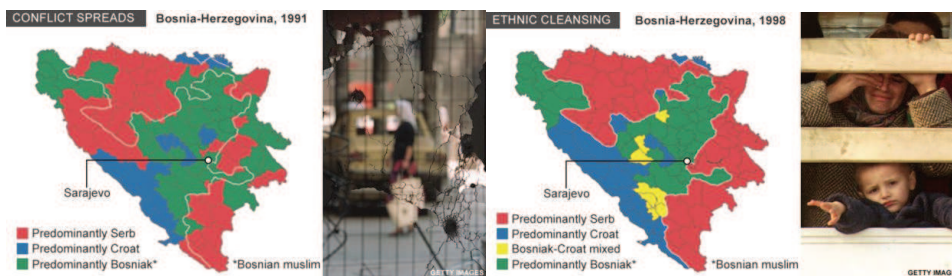 CONFLICT SPREADS
Bosnia-Herzegovina, 1991
Sarajevo
Predominantly Serb
Predominantly Croat
Predominantly Bosniak*
*Bosnian muslim
GETTY IMAGES
ETHNIC CLEANSING
Bosnia-Herzegovina, 1998
Sarajevo
Predominantly Serb
Predominantly Croat
Bosniak-Croat mixed
Predominantly Bosniak*
*Bosnian muslim
GETTY IMAG